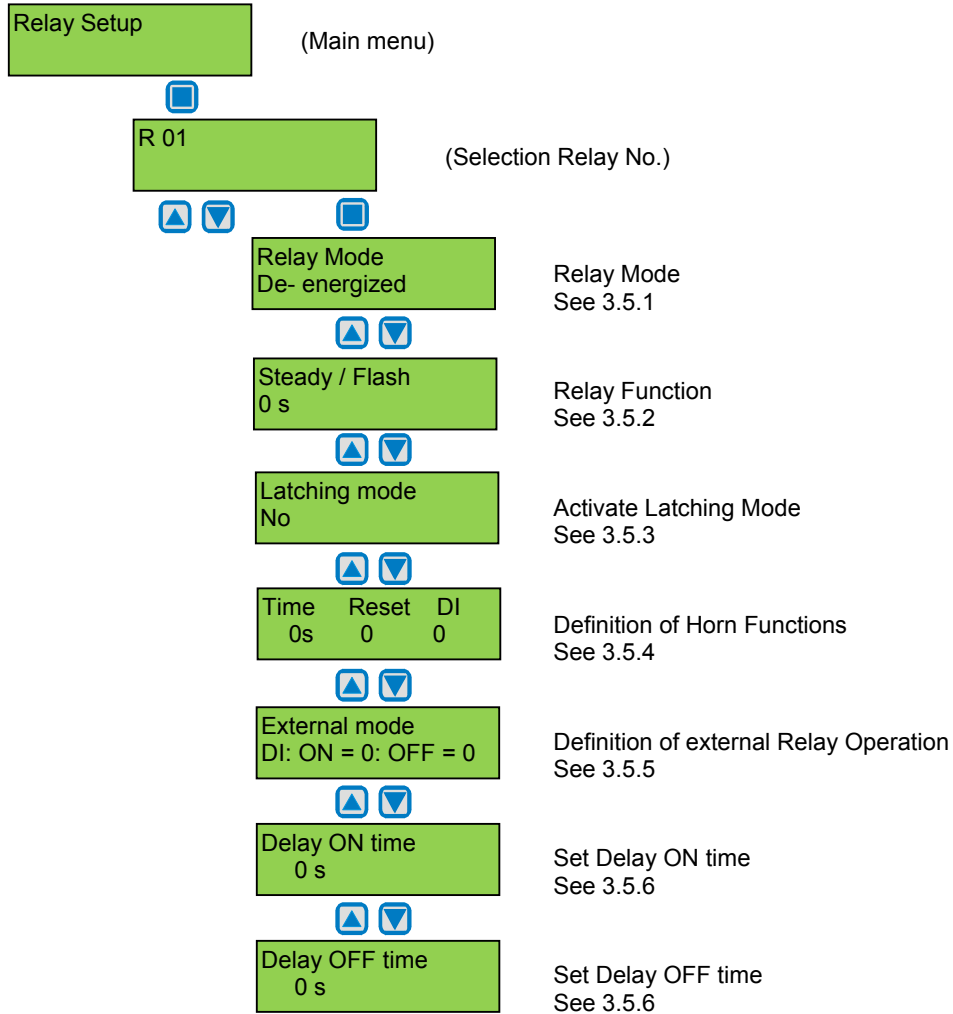 Relay Setup
(Main menu)
R 01
(Selection Relay No.)
Relay Mode
De- energized
Relay Mode
See 3.5.1
Steady / Flash
0 s
Relay Function
See 3.5.2
Latching mode
No
Activate Latching Mode
See 3.5.3
Time Reset DI
0s 0 0
Definition of Horn Functions
See 3.5.4
External mode
DI: ON = 0: OFF = 0
Definition of external Relay Operation
See 3.5.5
Delay ON time
0 s
Set Delay ON time
See 3.5.6
Delay OFF time
0 s
Set Delay OFF time
See 3.5.6